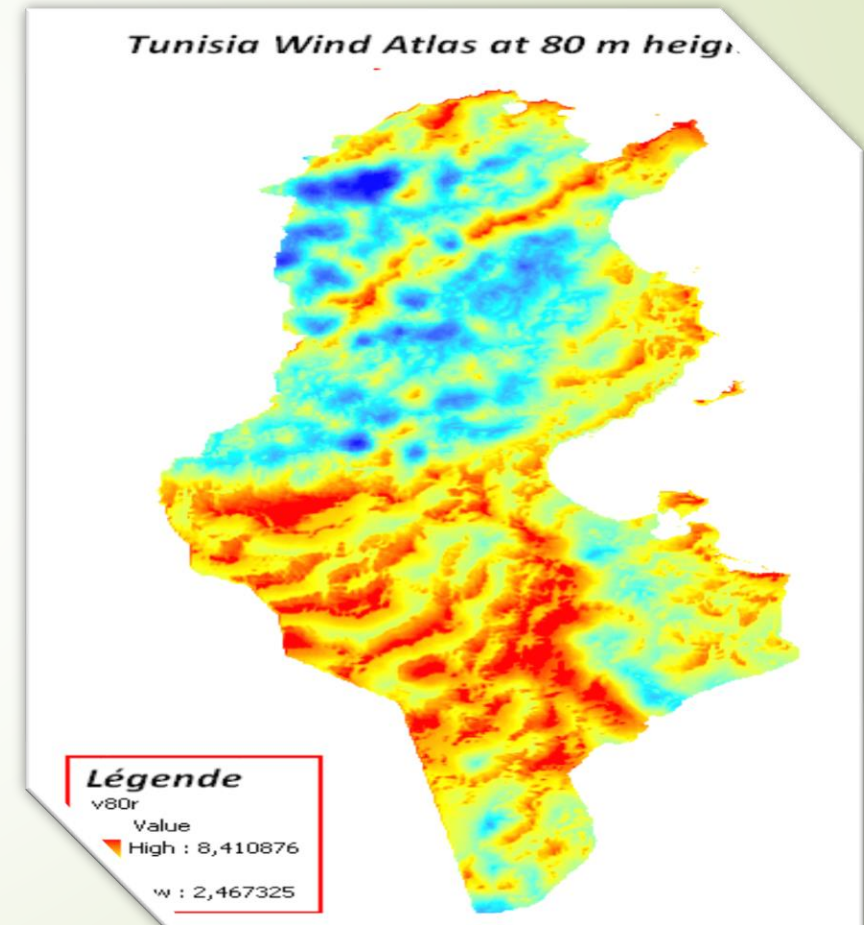 Tunisia Wind Atlas at 80 m
Légende
v80r
Value
High : 8,410876
: 2,467325